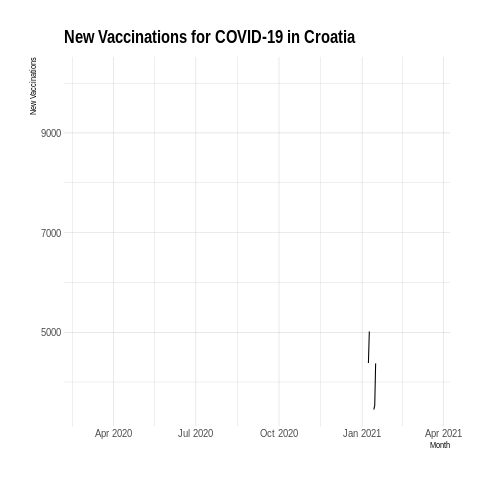 New Vaccinations for COVID-19 in Croatia
New Vaccinations
9000
7000
5000
Apr 2020 Jul 2020 Oct 2020 Jan 2021 Apr 2021
Month